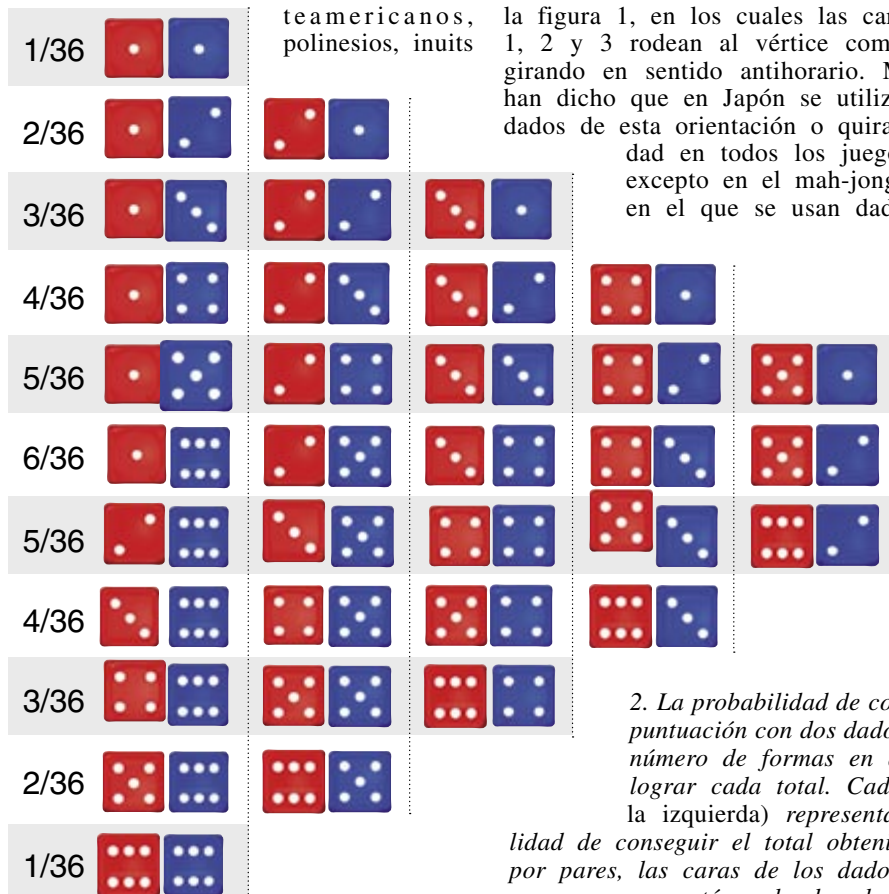 teamericanos,
polinesios, inuits
la figura 1, en los cuales las car
1, 2 y 3 rodean al vértice com
girando en sentido antihorario. M
han dicho que en Japón se utiliz
dados de esta orientación o quira
dad en todos los jueg
excepto en el mah-jong
en el que se usan dad
1/36
2/36
3/36
4/36
5/36
6/36
5/36
4/36
3/36
2/36
1/36
2. La probabilidad de co
puntuación con dos dado
número de formas en
lograr cada total. Cad
la izquierda) representa
lidad de conseguir el total obteni
por pares, las caras de los dado